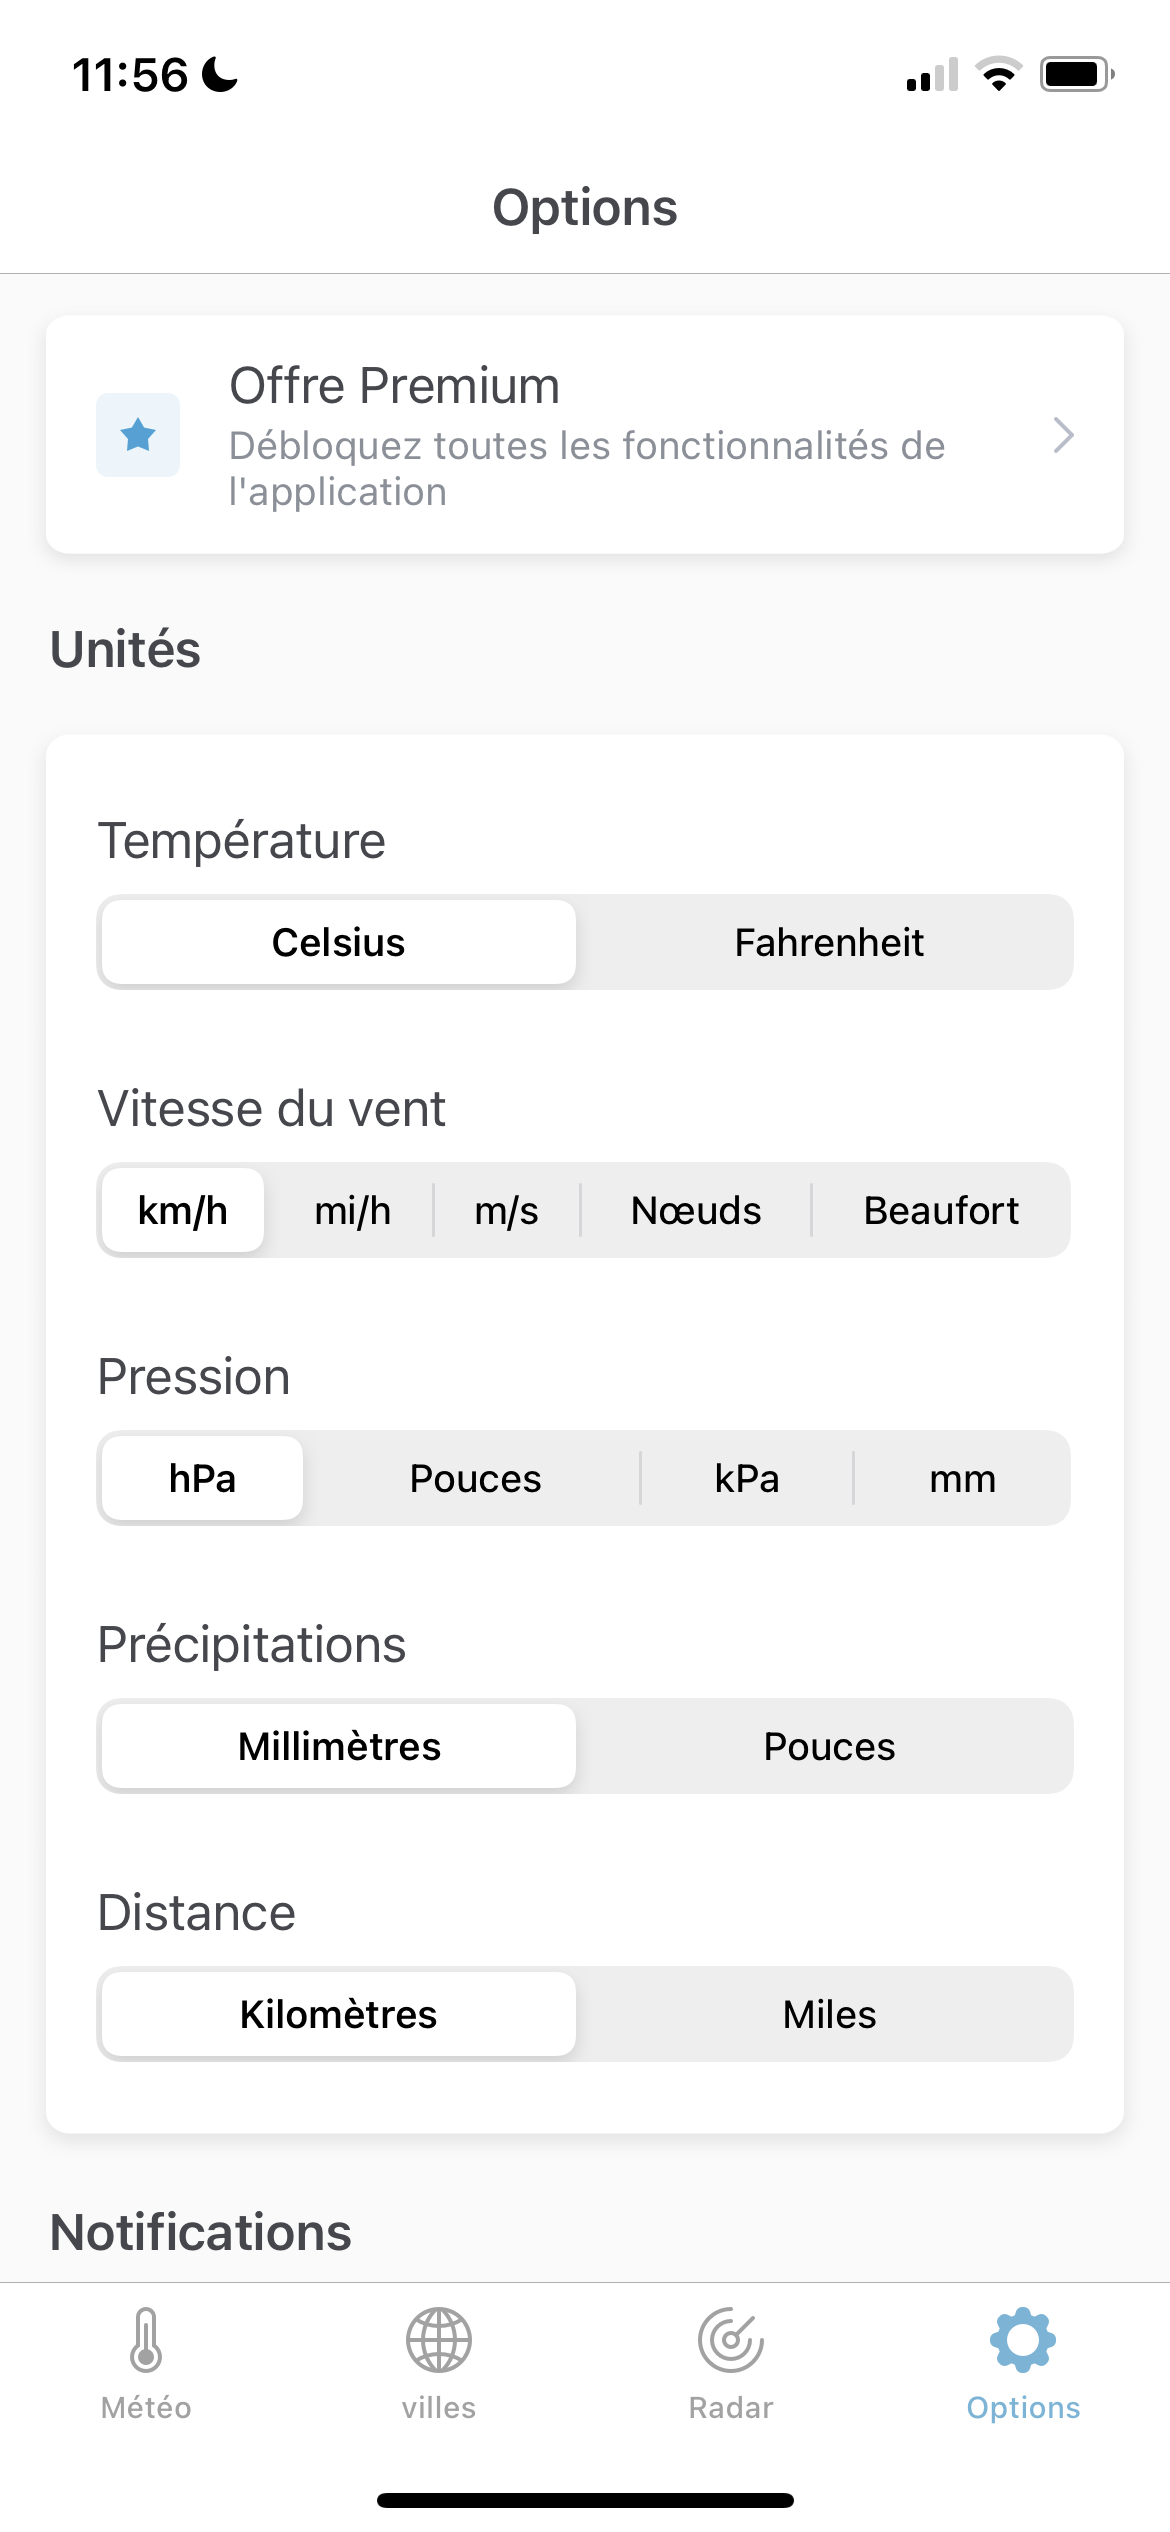 11:56
Options
Offre Premium
Débloquez toutes les fonctionnalités de
l'application
Unités
Température
Celsius Fahrenheit
Vitesse du vent
km/h mi/h m/s Nœuds Beaufort
Pression
hPa Pouces kPa mm
Précipitations
Millimètres Pouces
Distance
Kilomètres Miles
Notifications
Météo villes Radar Options